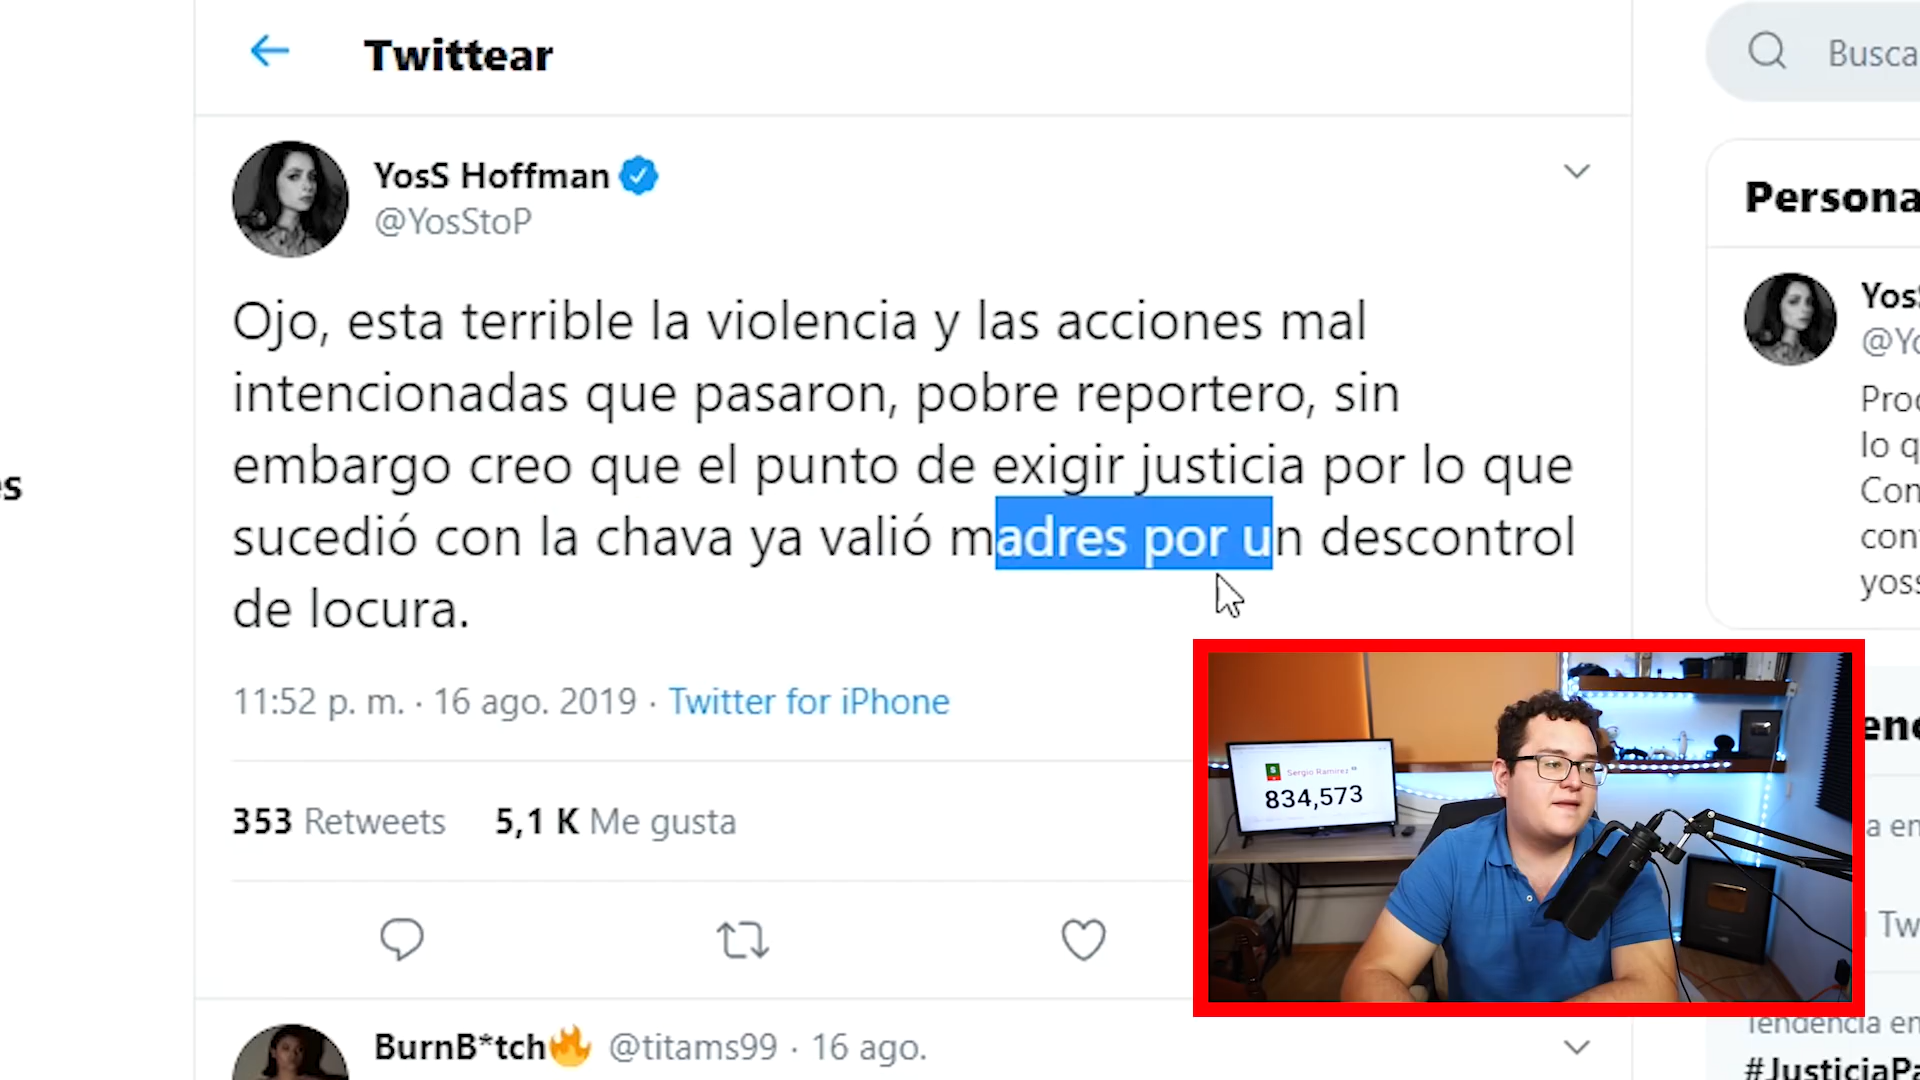 Twittear
Busca
YosS Hoffman
@YosStoP
Ojo, esta terrible la violencia y las acciones mal
intencionadas que pasaron, pobre reportero, sin
embargo creo que el punto de exigir justicia por lo que
sucedió con la chava ya valió madres por un descontrol
de locura.
11:52 p. m. · 16 ago. 2019 · Twitter for iPhone
353 Retweets 5,1 K Me gusta
BurnB*tch🔥 @titams99 · 16 ago.
es
Persona
Yos
@Yo
Prod
lo q
Con
con
yoss
Sergio Ramirez
834,573
enc
a en
Tw
Tendencia en
#JusticiaPa